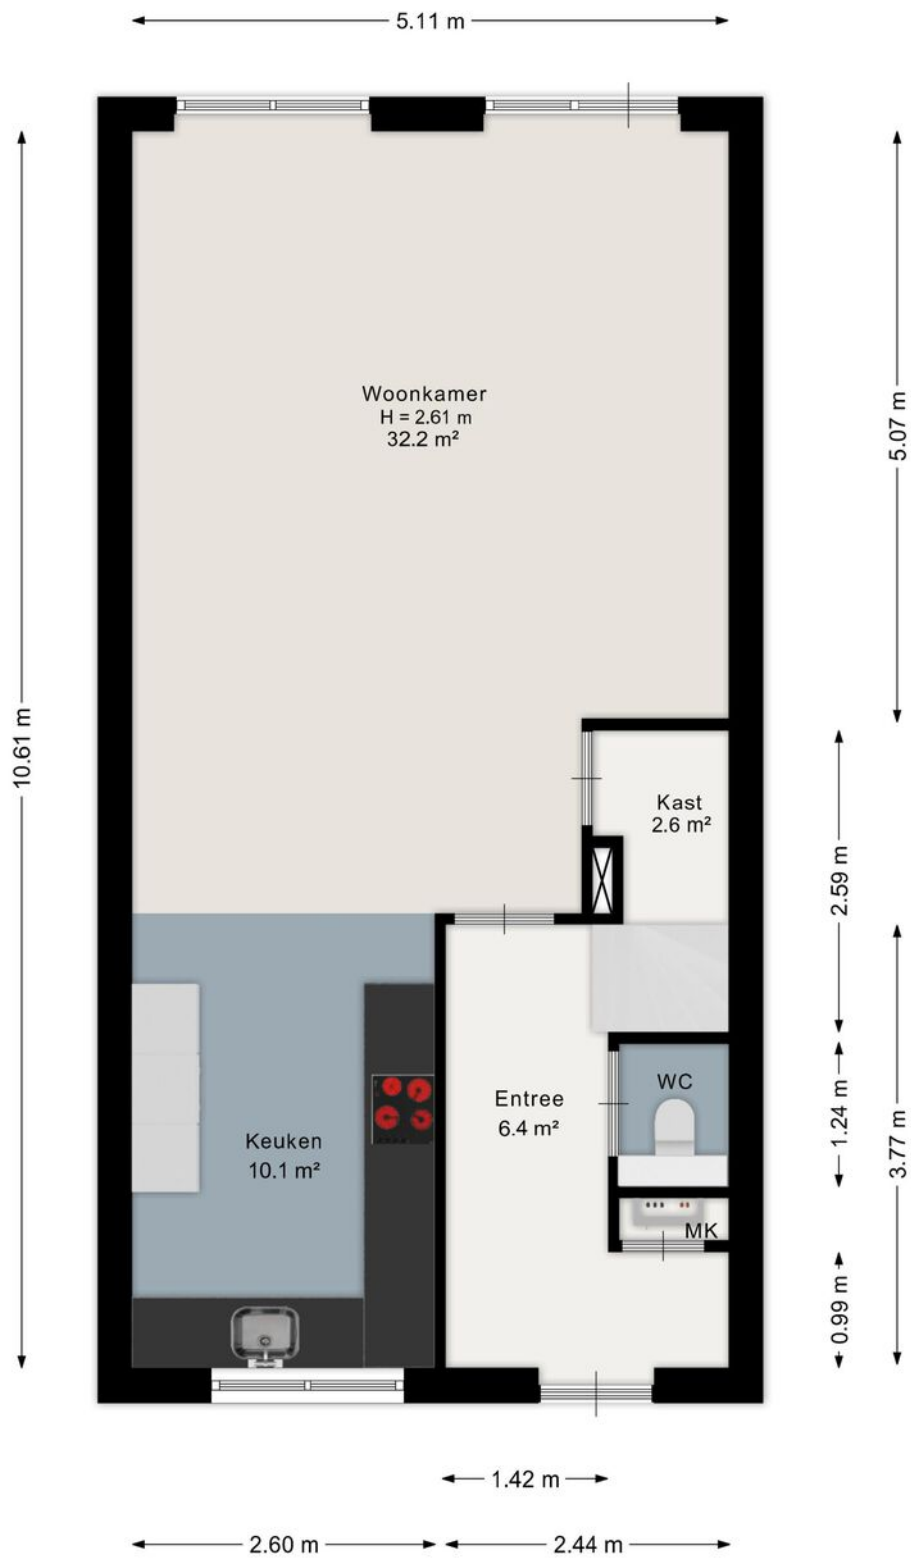 5.11 m
Woonkamer
H = 2.61 m
32.2 m²
5.07 m
10.61 m
Kast
2.6 m²
2.59 m
WC
Entree
6.4 m²
1.24 m
Keuken
10.1 m²
3.77 m
MK
0.99 m
1.42 m
2.60 m
2.44 m